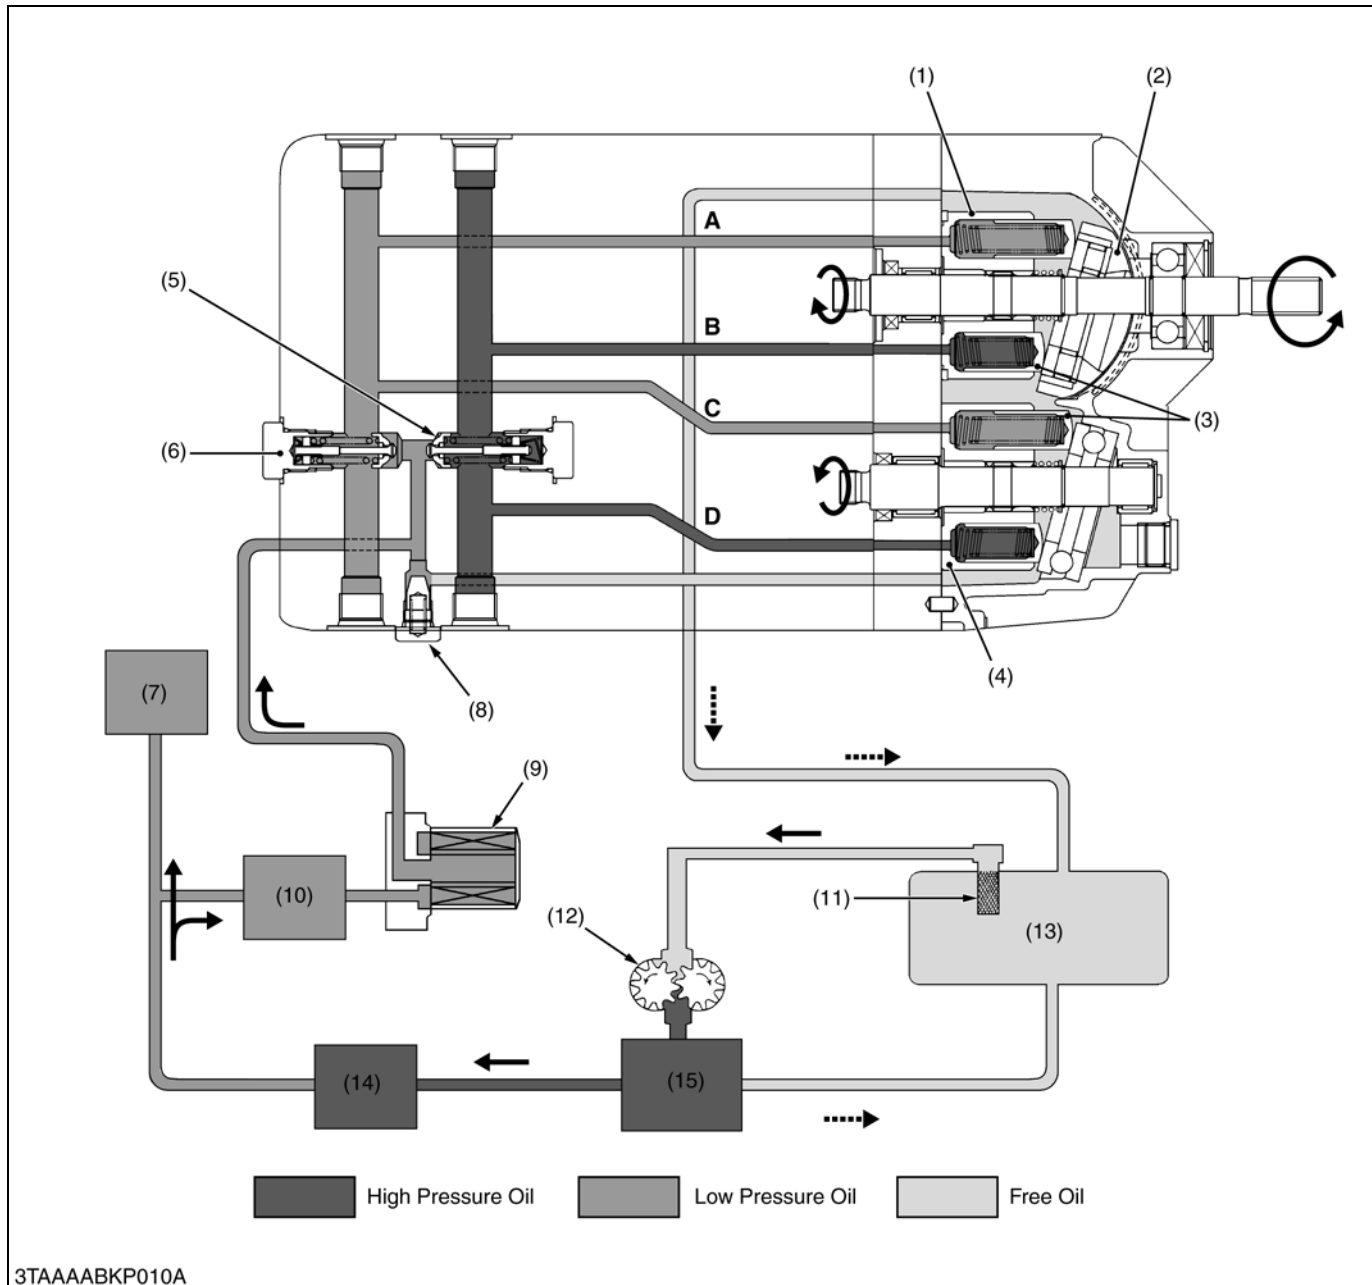 (1)
(2)
A
(5)
B
C
(3)
(6)
D
(4)
(7)
(8)
(9)
(10)
(11)
(12)
(13)
(14)
(15)
High Pressure Oil
Low Pressure Oil
Free Oil
3TAAAABKP010A